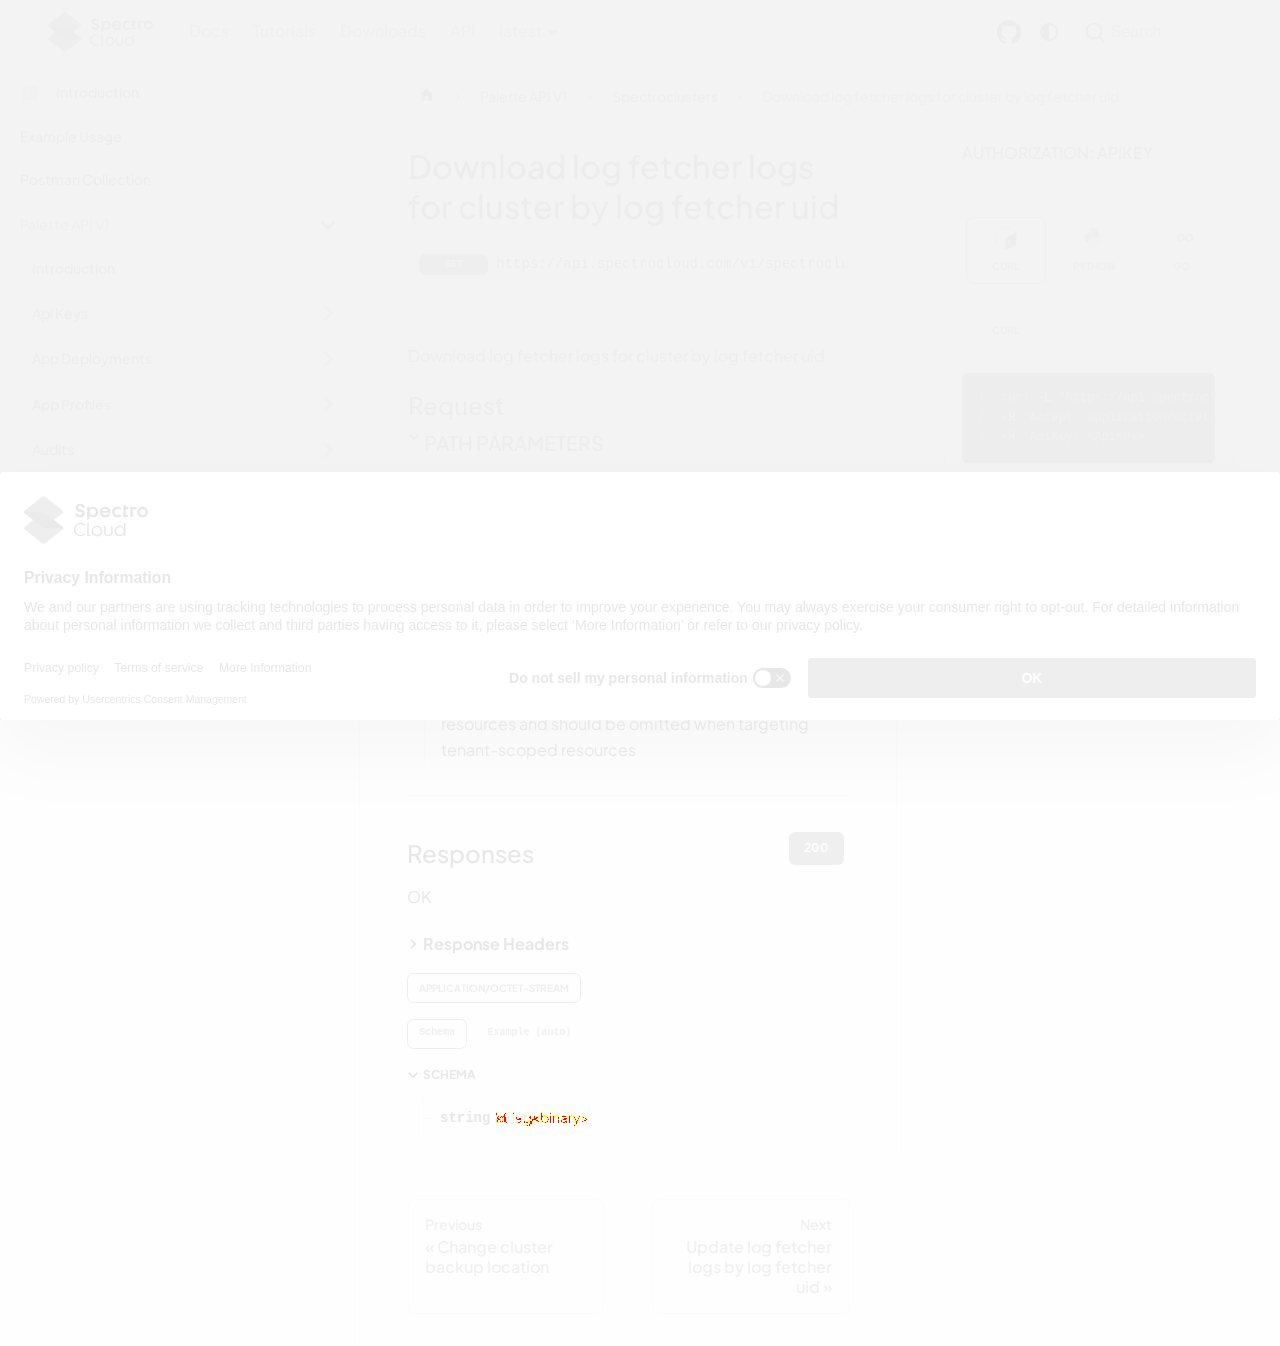 Spectro
Cloud
Docs Tutorials Downloads API latest
Search
Introduction
Example Usage
Postman Collection
Palette API V1
Introduction
Api Keys
App Deployments
App Profiles
Audits
Palette API V1
Spectroclusters
Download log fetcher logs for cluster by log fetcher uid
Download log fetcher logs
for cluster by log fetcher uid
GET https://api.spectrocloud.com/v1/spectroclu
Download log fetcher logs for cluster by log fetcher uid
Request
PATH PARAMETERS
AUTHORIZATION: APIKEY
CURL PYTHON GO
CURL
Spectro
Cloud
Privacy Information
We and our partners are using tracking technologies to process personal data in order to improve your experience. You may always exercise your consumer right to opt-out. For detailed information
about personal information we collect and third parties having access to it, please select 'More Information' or refer to our privacy policy.
Privacy policy Terms of service More Information
Powered by Usercentrics Consent Management
Do not sell my personal information
OK
resources and should be omitted when targeting
tenant-scoped resources.
Responses
200
OK
Response Headers
APPLICATION/OCTET-STREAM
Schema Example (auto)
SCHEMA
string
Previous
« Change cluster
backup location
Next
Update log fetcher
logs by log fetcher
uid »